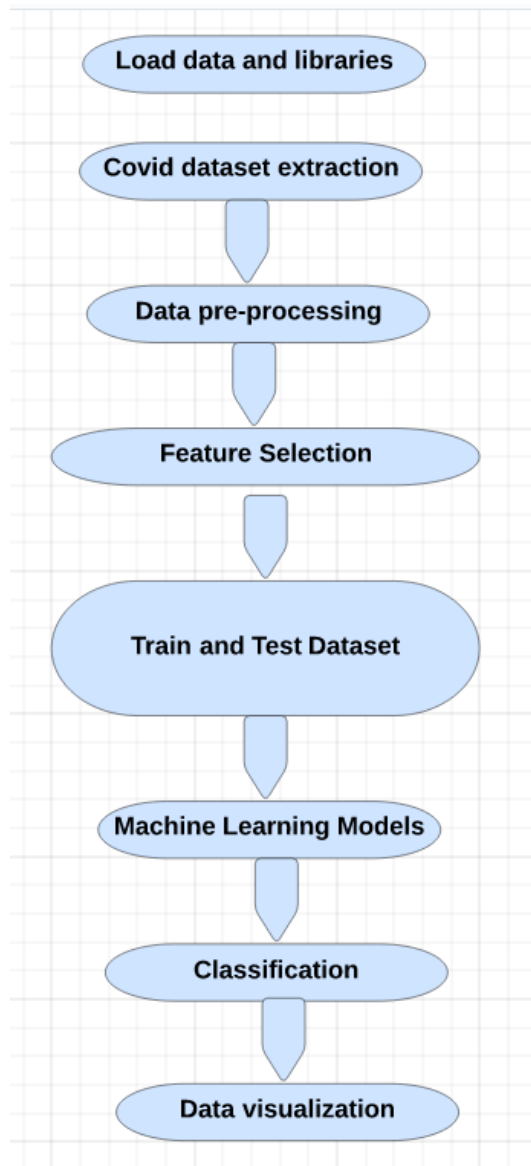 Load data and libraries
Covid dataset extraction
Data pre-processing
Feature Selection
Train and Test Dataset
Machine Learning Models
Classification
Data visualization